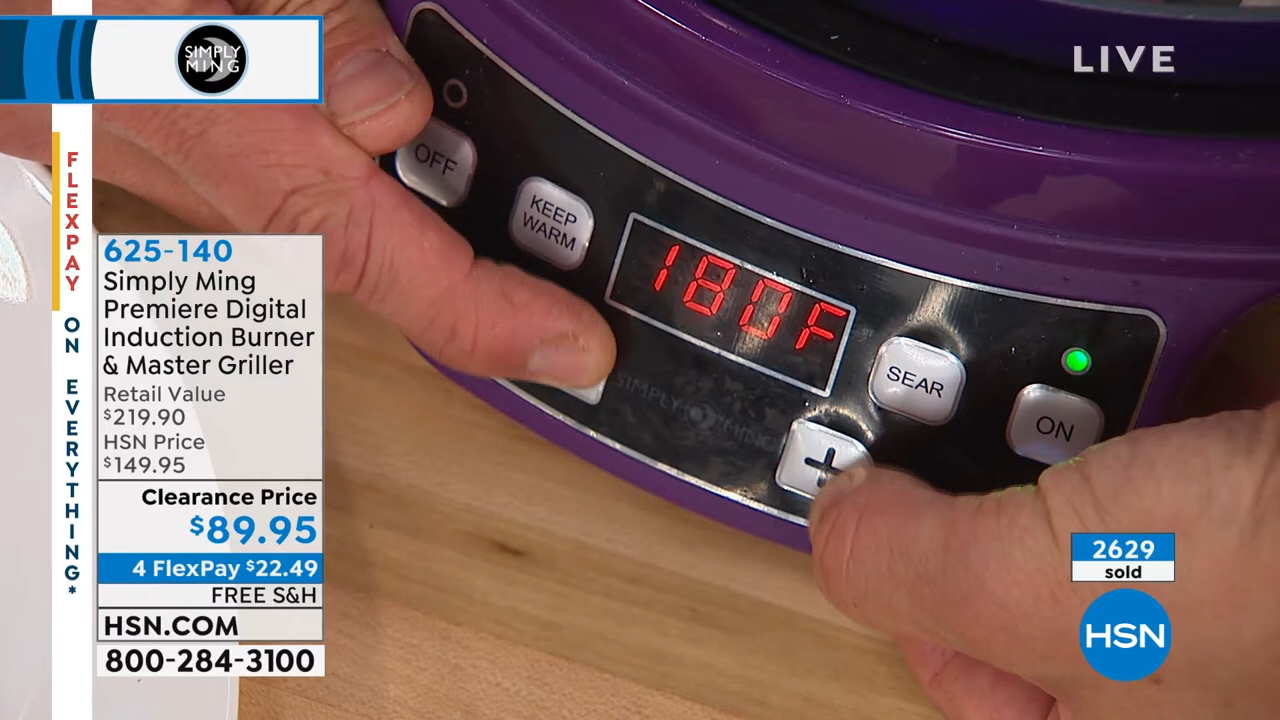 SIMPLY
MING
LIVE
FLEXPAY ON EVERYTHING*
625-140
Simply Ming
Premiere Digital
Induction Burner
& Master Griller
Retail Value
$219.90
HSN Price
$149.95
Clearance Price
$89.95
4 FlexPay $22.49
FREE S&H
HSN.COM
800-284-3100
OFF
KEEP
WARM
180F
SEAR
ON
SIMPLY MING
+
2629
sold
HSN